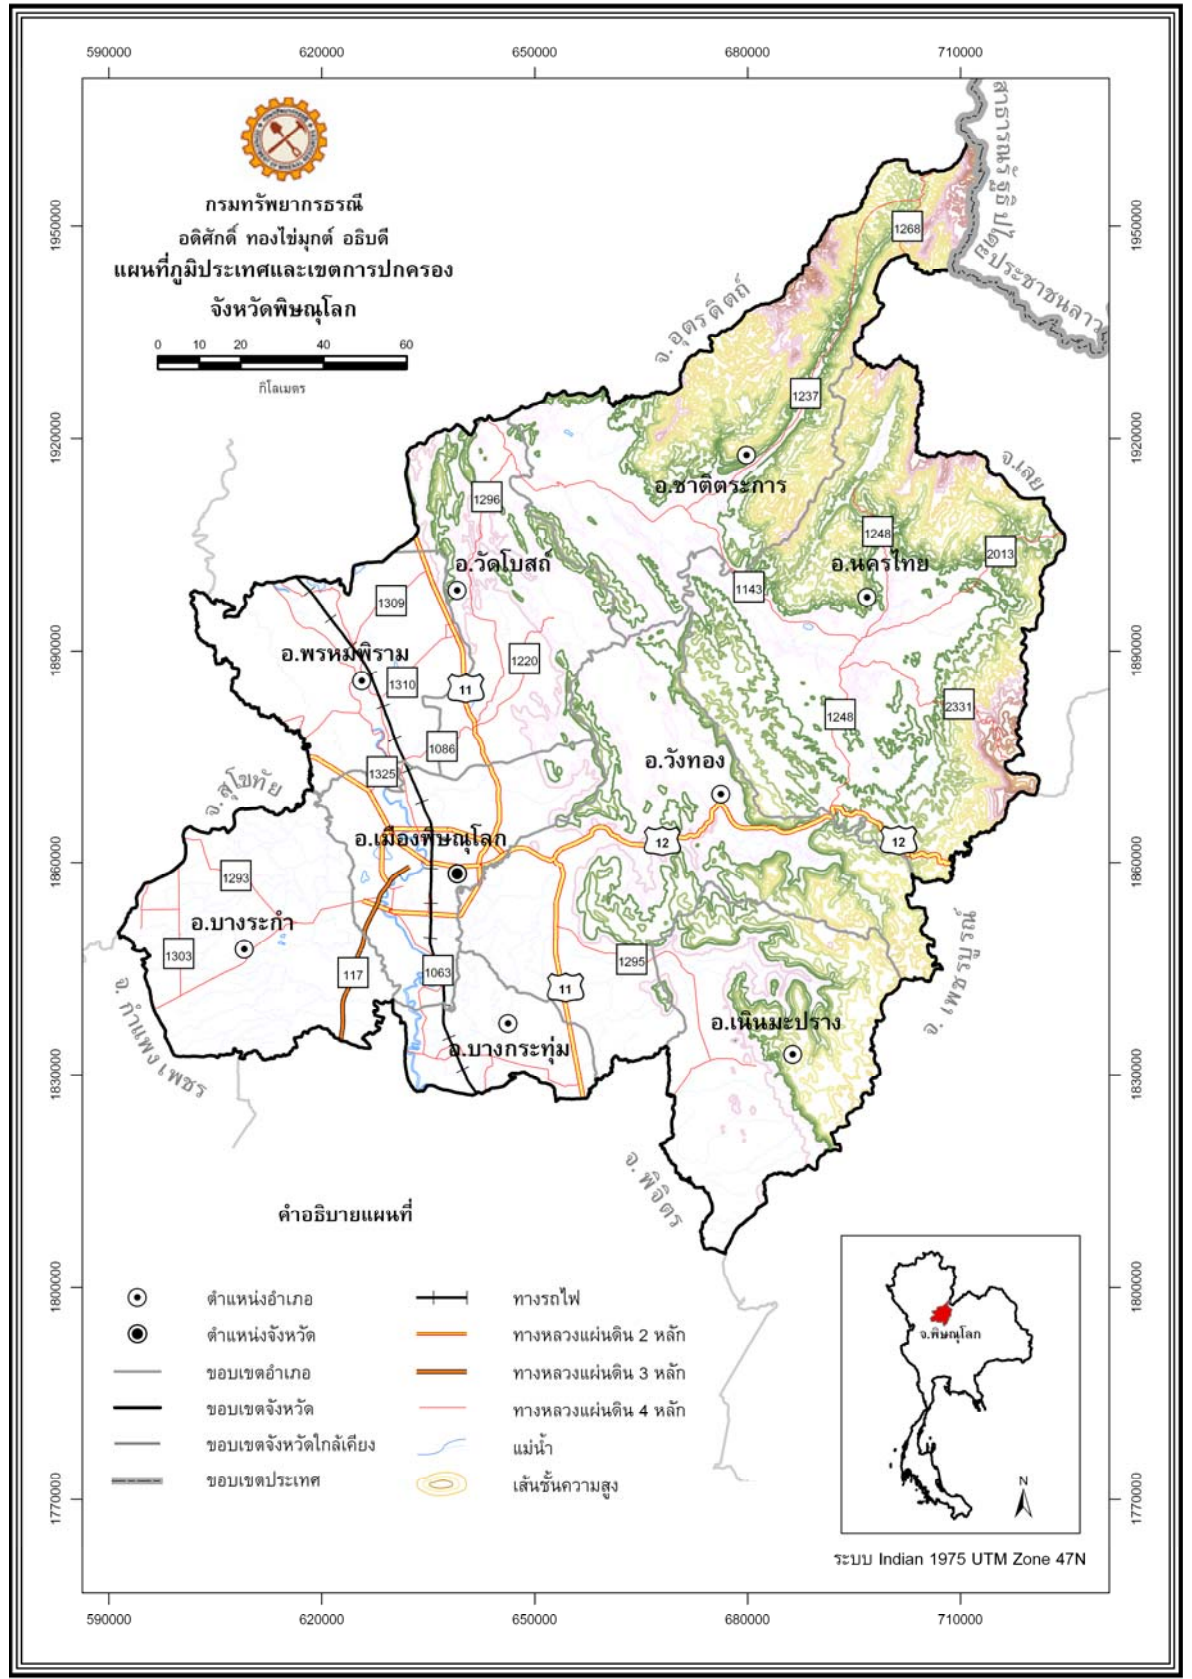 590000 620000 650000 680000 710000
กรมทรัพยากรธรณี
อดิศักดิ์ ทองไข่มุกต์ อธิบดี
แผนที่ภูมิประเทศและเขตการปกครอง
จังหวัดพิษณุโลก
0 10 20 40 60
กิโลเมตร
สาธารณรัฐธิปไตยประชาชนลาว
จ.อุตรดิตถ์
จ.เลย
จ.สุโขทัย
จ. กำแพงเพชร
จ. พิจิตร
จ. เพชรบูรณ์
1268
1237
อ.ชาติตระการ
1296
1248
อ.นครไทย
2013
อ.วัดโบสถ์
1143
1309
อ.พรหมพิราม
1220
1310
11
1248
2331
1086
1325
อ.วังทอง
อ.เมืองพิษณุโลก
12
12
1293
อ.บางระกำ
1303
117
1063
1295
11
อ.เนินมะปราง
อ.บางกระทุ่ม
1950000
1920000
1890000
1860000
1830000
1800000
1770000
1950000
1920000
1890000
1860000
1830000
1800000
1770000
คำอธิบายแผนที่
ตำแหน่งอำเภอ
ตำแหน่งจังหวัด
ขอบเขตอำเภอ
ขอบเขตจังหวัด
ขอบเขตจังหวัดใกล้เคียง
ขอบเขตประเทศ
ทางรถไฟ
ทางหลวงแผ่นดิน 2 หลัก
ทางหลวงแผ่นดิน 3 หลัก
ทางหลวงแผ่นดิน 4 หลัก
แม่น้ำ
เส้นชั้นความสูง
จ.พิษณุโลก
N
ระบบ Indian 1975 UTM Zone 47N
590000 620000 650000 680000 710000